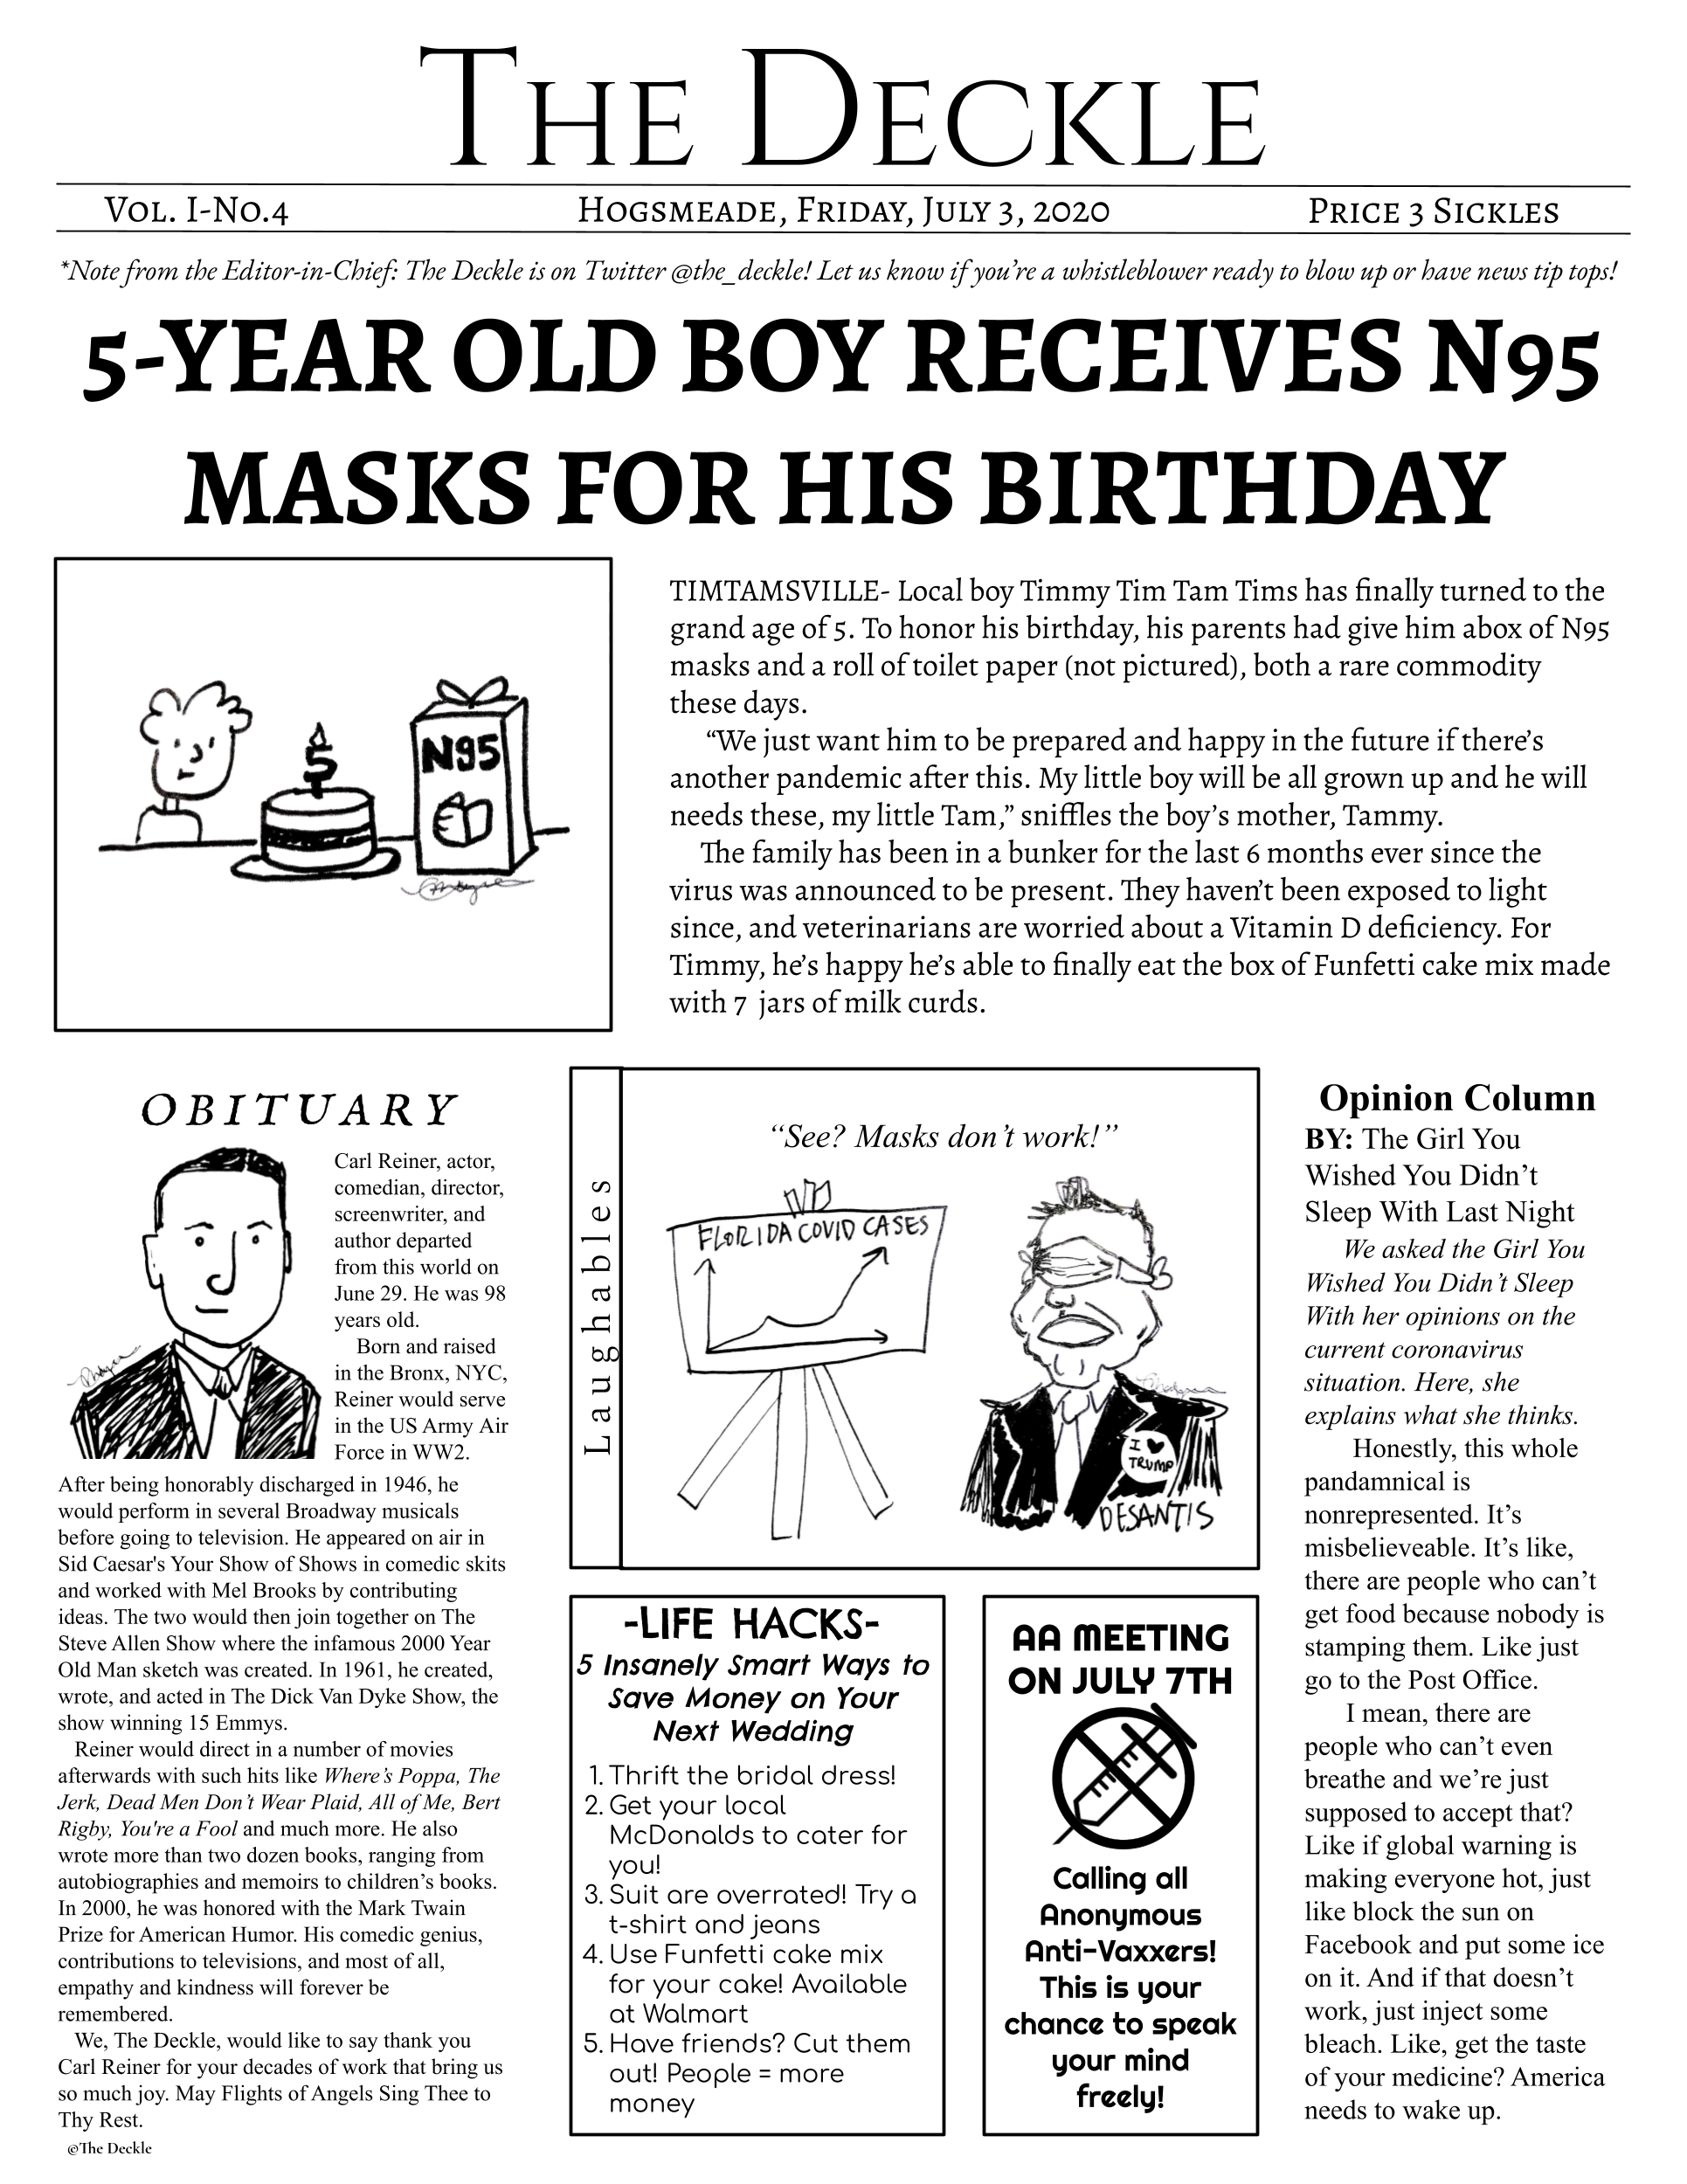 THE DECKLE
VOL. I-NO.4
HOGSMEADE, FRIDAY, JULY 3, 2020
PRICE 3 SICKLES
*Note from the Editor-in-Chief: The Deckle is on Twitter @the_deckle! Let us know if you’re a whistleblower ready to blow up or have news tip tops!
5-YEAR OLD BOY RECEIVES N95
MASKS FOR HIS BIRTHDAY
5
N95
TIMTAMSVILLE- Local boy Timmy Tim Tam Tims has finally turned to the
grand age of 5. To honor his birthday, his parents had give him abox of N95
masks and a roll of toilet paper (not pictured), both a rare commodity
these days.
“We just want him to be prepared and happy in the future if there’s
another pandemic after this. My little boy will be all grown up and he will
needs these, my little Tam,” sniffles the boy’s mother, Tammy.
The family has been in a bunker for the last 6 months ever since the
virus was announced to be present. They haven’t been exposed to light
since, and veterinarians are worried about a Vitamin D deficiency. For
Timmy, he’s happy he’s able to finally eat the box of Funfetti cake mix made
with 7 jars of milk curds.
OBITUARY
Carl Reiner, actor,
comedian, director,
screenwriter, and
author departed
from this world on
June 29. He was 98
years old.
Born and raised
in the Bronx, NYC,
Reiner would serve
in the US Army Air
Force in WW2.
After being honorably discharged in 1946, he
would perform in several Broadway musicals
before going to television. He appeared on air in
Sid Caesar's Your Show of Shows in comedic skits
and worked with Mel Brooks by contributing
ideas. The two would then join together on The
Steve Allen Show where the infamous 2000 Year
Old Man sketch was created. In 1961, he created,
wrote, and acted in The Dick Van Dyke Show, the
show winning 15 Emmys.
Reiner would direct in a number of movies
afterwards with such hits like Where’s Poppa, The
Jerk, Dead Men Don’t Wear Plaid, All of Me, Bert
Rigby, You're a Fool and much more. He also
wrote more than two dozen books, ranging from
autobiographies and memoirs to children’s books.
In 2000, he was honored with the Mark Twain
Prize for American Humor. His comedic genius,
contributions to televisions, and most of all,
empathy and kindness will forever be
remembered.
We, The Deckle, would like to say thank you
Carl Reiner for your decades of work that bring us
so much joy. May Flights of Angels Sing Thee to
Thy Rest.
@The Deckle
Laughables
“See? Masks don’t work!”
FLORIDA COVID CASES
I ♥
TRUMP
DESANTIS
-LIFE HACKS-
5 Insanely Smart Ways to
Save Money on Your
Next Wedding
1. Thrift the bridal dress!
2. Get your local
McDonalds to cater for
you!
3. Suit are overrated! Try a
t-shirt and jeans
4. Use Funfetti cake mix
for your cake! Available
at Walmart
5. Have friends? Cut them
out! People = more
money
AA MEETING
ON JULY 7TH
Calling all
Anonymous
Anti-Vaxxers!
This is your
chance to speak
your mind
freely!
Opinion Column
BY: The Girl You
Wished You Didn’t
Sleep With Last Night
We asked the Girl You
Wished You Didn’t Sleep
With her opinions on the
current coronavirus
situation. Here, she
explains what she thinks.
Honestly, this whole
pandamnical is
nonrepresented. It’s
misbelieveable. It’s like,
there are people who can’t
get food because nobody is
stamping them. Like just
go to the Post Office.
I mean, there are
people who can’t even
breathe and we’re just
supposed to accept that?
Like if global warning is
making everyone hot, just
like block the sun on
Facebook and put some ice
on it. And if that doesn’t
work, just inject some
bleach. Like, get the taste
of your medicine? America
needs to wake up.